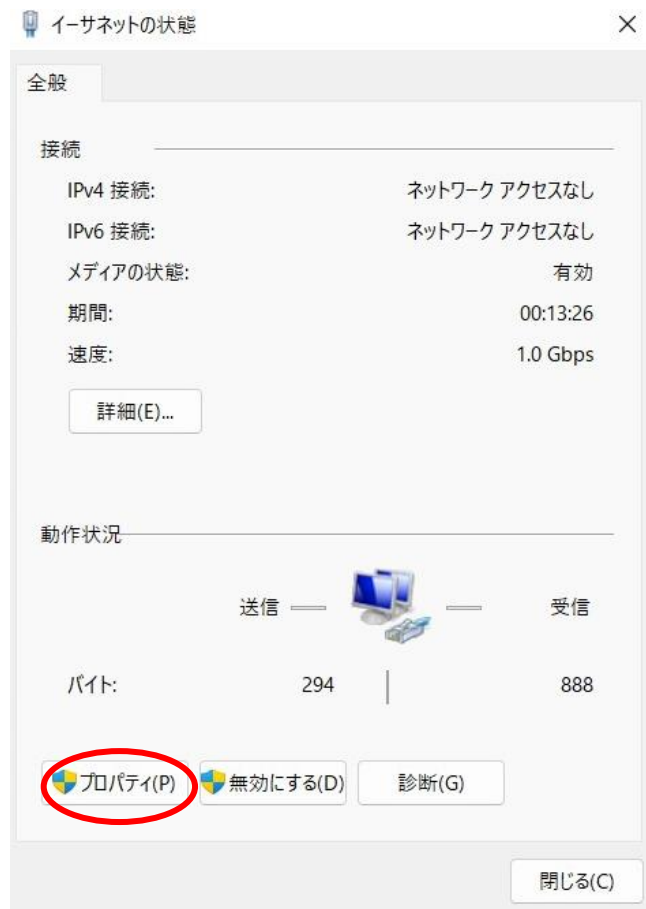 イーサネットの状態
全般
接続
IPv4 接続: ネットワーク アクセスなし
IPv6 接続: ネットワーク アクセスなし
メディアの状態: 有効
期間: 00:13:26
速度: 1.0 Gbps
詳細(E)...
動作状況
送信 受信
バイト: 294 888
プロパティ(P) 無効にする(D) 診断(G)
閉じる(C)